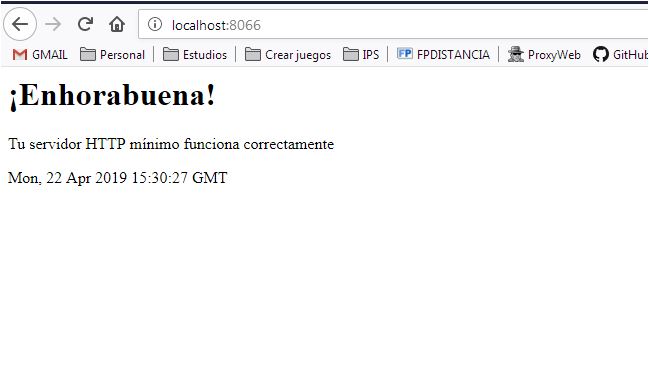 localhost:8066
GMAIL Personal Estudios Crear juegos IPS FP FPDISTANCIA ProxyWeb GitHub
¡Enhorabuena!
Tu servidor HTTP mínimo funciona correctamente
Mon, 22 Apr 2019 15:30:27 GMT